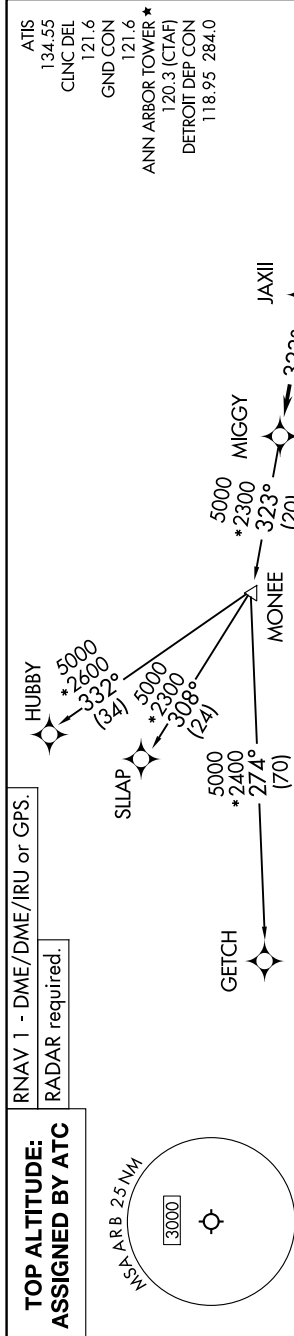 TOP ALTITUDE:
ASSIGNED BY ATC
RNAV 1 - DME/DME/IRU or GPS.
RADAR required.
ATIS
134.55
CLNC DEL
121.6
GND CON
121.6
ANN ARBOR TOWER ★
120.3 (CTAF)
DETROIT DEP CON
118.95 284.0
HUBBY
5000
*2600
332°
(34)
SLLAP
5000
*2300
308°
(24)
GETCH
5000
*2400
274°
(70)
MONEE
5000
*2300
323°
(20)
MIGGY
JAXII
MSA ARB 25 NM
3000